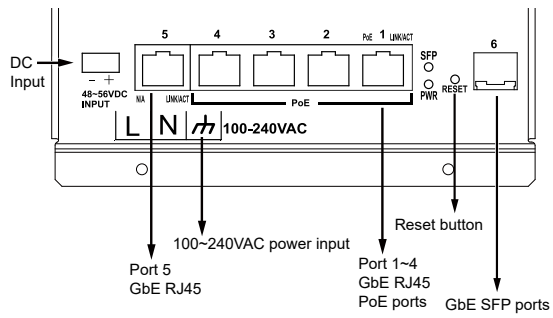 5 4 3 2 PoE 1 LINK/ACT
SFP
6
DC
Input
− +
48~56VDC
INPUT
N/A LINK/ACT
PoE
PWR
RESET
L N 100-240VAC
Reset button
100~240VAC power input
Port 5
GbE RJ45
Port 1~4
GbE RJ45
PoE ports
GbE SFP ports